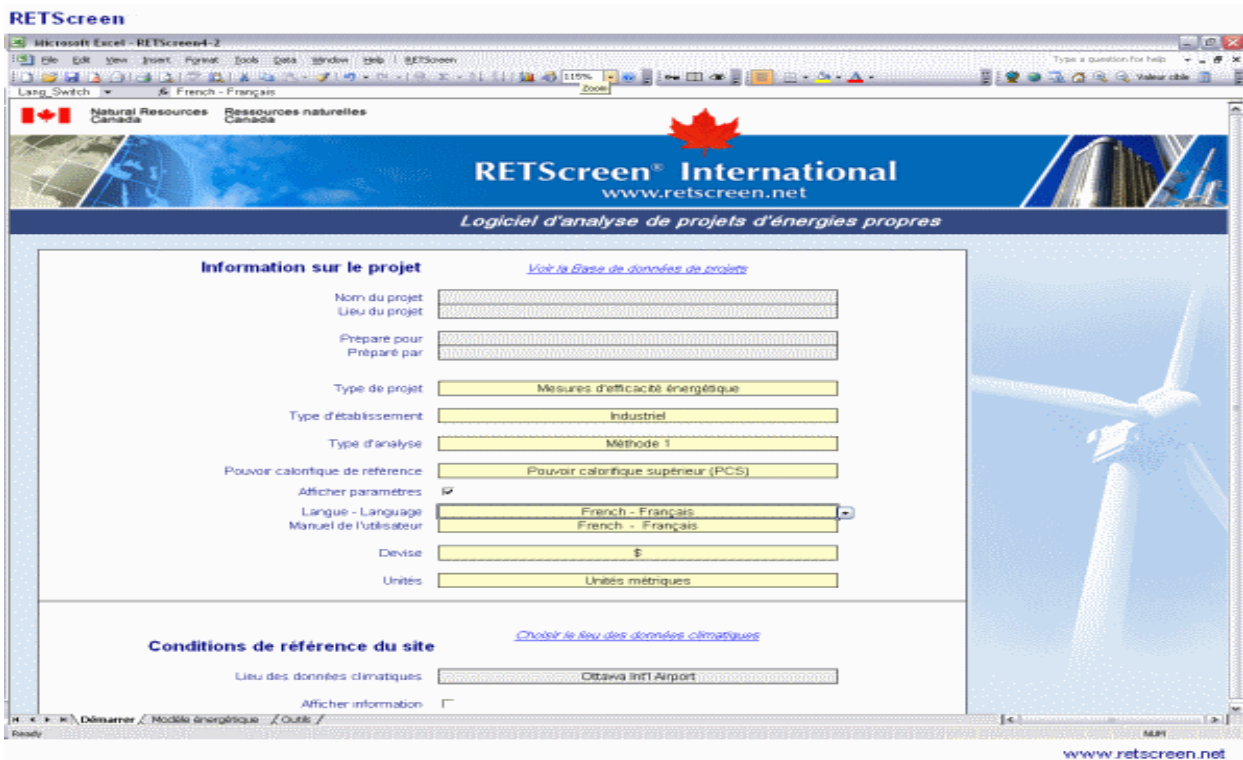 RETScreen
Microsoft Excel - RETScreen4-2
File Edit View Insert Format Tools Data Window Help RETScreen Type a question for help
115% Valeur cible
Lang_Switch fx French - Français Zoom
Natural Resources Canada Ressources naturelles Canada
RETScreen® International
www.retscreen.net
Logiciel d'analyse de projets d'énergies propres
Information sur le projet Voir la Base de données de projets
Nom du projet
Lieu du projet
Préparé pour
Préparé par
Type de projet Mesures d'efficacité énergétique
Type d'établissement Industriel
Type d'analyse Méthode 1
Pouvoir calorifique de référence Pouvoir calorifique supérieur (PCS)
Afficher paramètres
Langue - Language French - Français
Manuel de l'utilisateur French - Français
Devise $
Unités Unités métriques
Conditions de référence du site Choisir le lieu des données climatiques
Lieu des données climatiques Ottawa Int'l Airport
Afficher information
Démarrer Modèle énergétique Outils
Ready NUM
www.retscreen.net